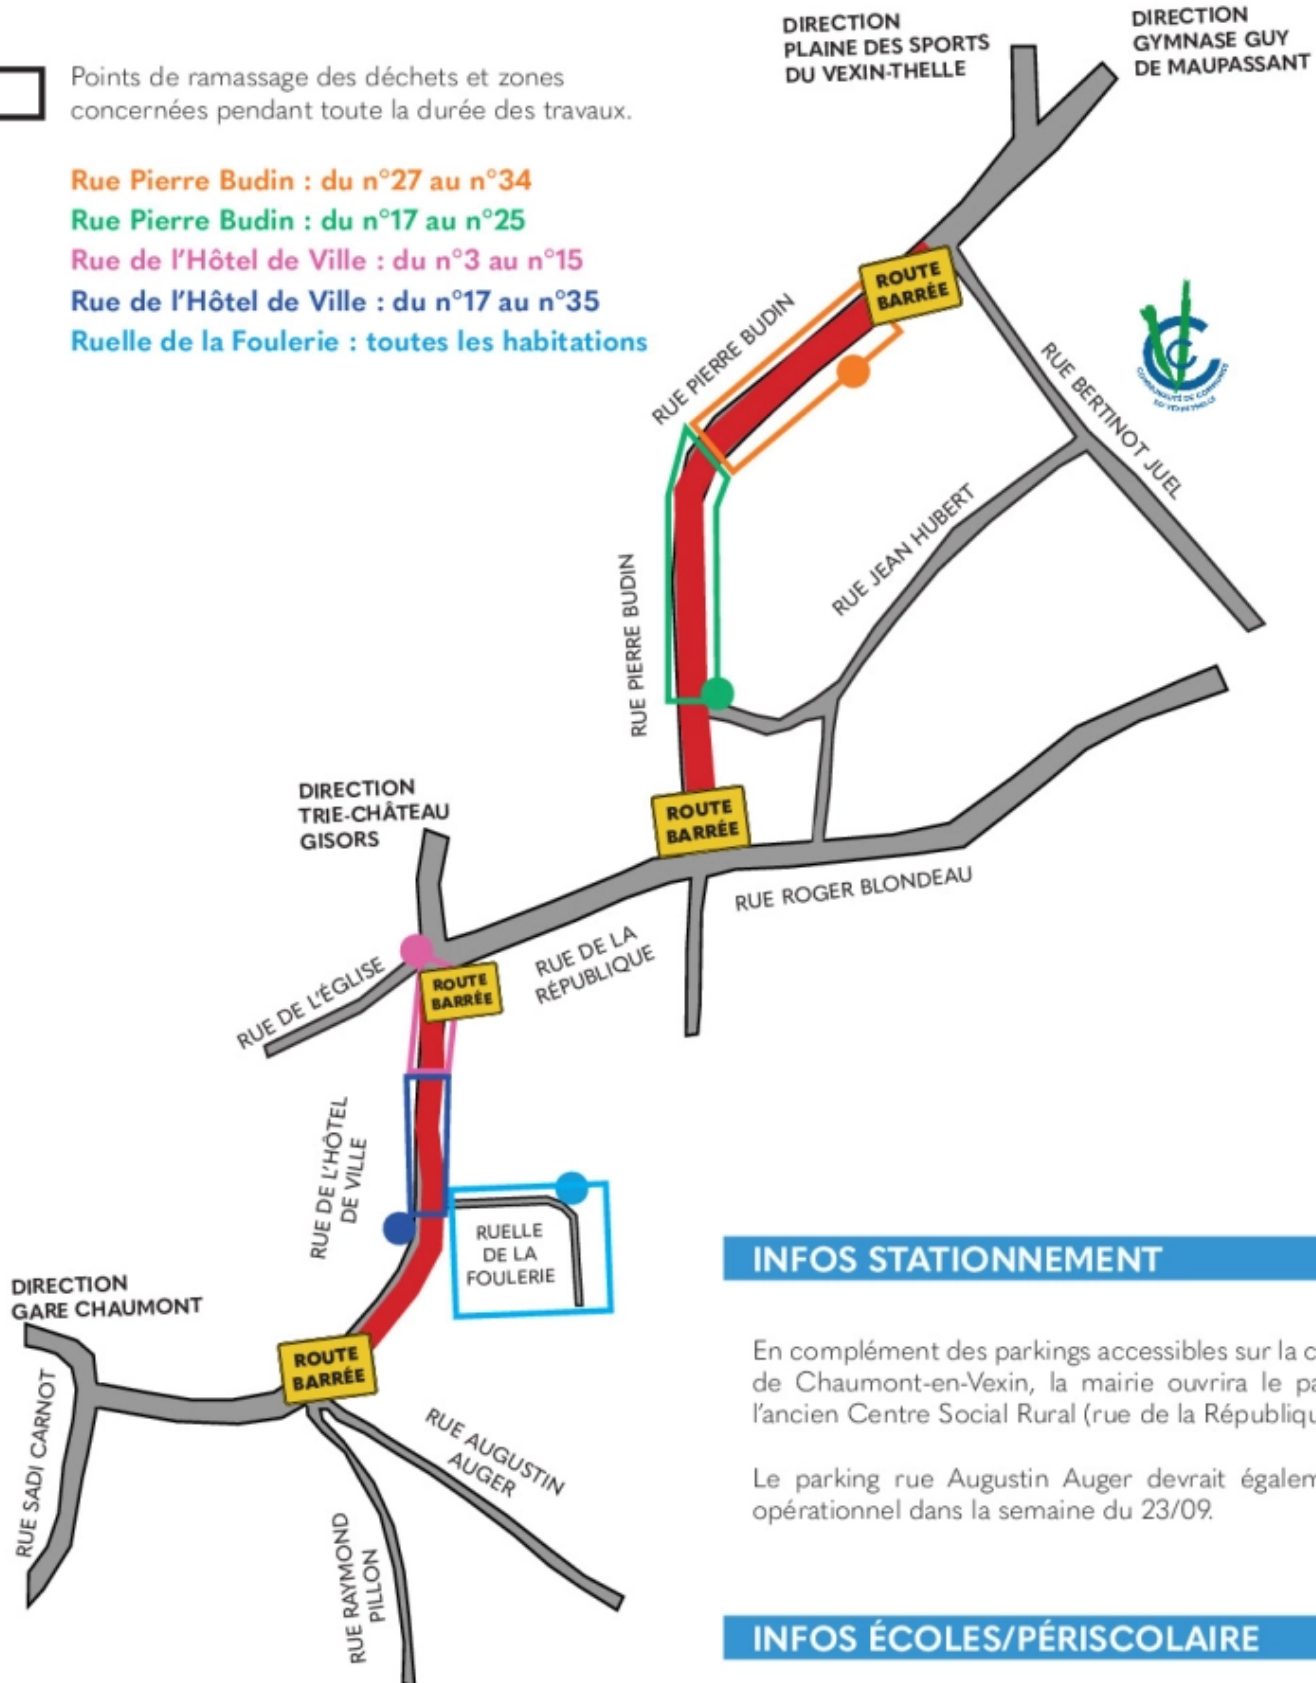 DIRECTION
PLAINE DES SPORTS
DU VEXIN-THELLE
DIRECTION
GYMNASE GUY
DE MAUPASSANT
Points de ramassage des déchets et zones
concernées pendant toute la durée des travaux.
Rue Pierre Budin : du n°27 au n°34
Rue Pierre Budin : du n°17 au n°25
Rue de l'Hôtel de Ville : du n°3 au n°15
Rue de l'Hôtel de Ville : du n°17 au n°35
Ruelle de la Foulerie : toutes les habitations
ROUTE
BARRÉE
RUE PIERRE BUDIN
RUE BERTINOT JUEL
COMMUNAUTÉ DE COMMUNES
DU VEXIN-THELLE
RUE JEAN HUBERT
RUE PIERRE BUDIN
DIRECTION
TRIE-CHÂTEAU
GISORS
ROUTE
BARRÉE
RUE ROGER BLONDEAU
RUE DE LA
RÉPUBLIQUE
RUE DE L'ÉGLISE
ROUTE
BARRÉE
RUE DE L'HÔTEL
DE VILLE
RUELLE
DE LA
FOULERIE
DIRECTION
GARE CHAUMONT
ROUTE
BARRÉE
RUE SADI CARNOT
RUE AUGUSTIN
AUGER
RUE RAYMOND
PILLON
INFOS STATIONNEMENT
En complément des parkings accessibles sur la c
de Chaumont-en-Vexin, la mairie ouvrira le pa
l'ancien Centre Social Rural (rue de la Républiqu
Le parking rue Augustin Auger devrait égalem
opérationnel dans la semaine du 23/09.
INFOS ÉCOLES/PÉRISCOLAIRE